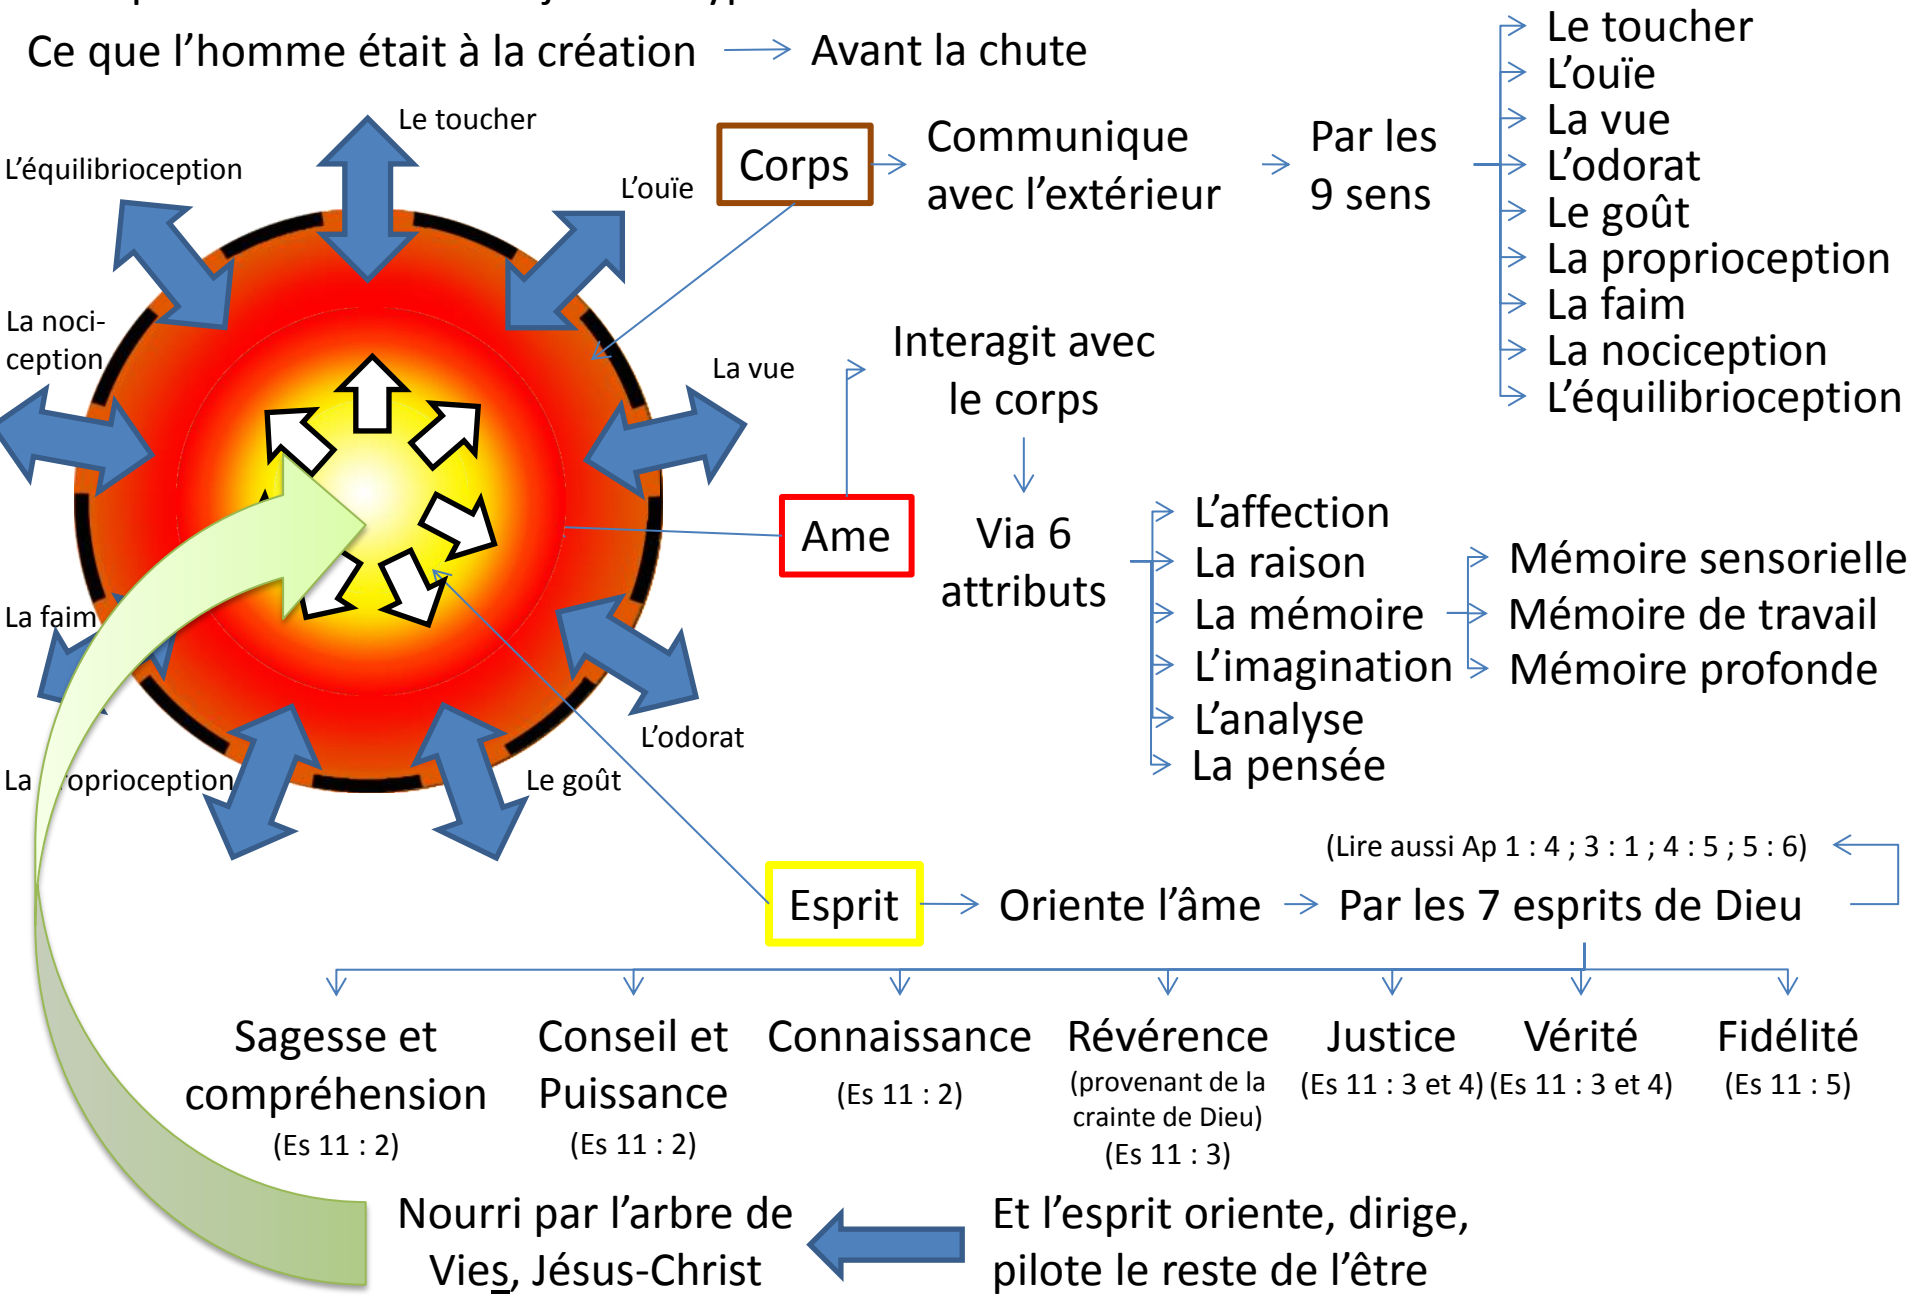 Ce que l'homme était à la création
Avant la chute
Le toucher
L'ouïe
La vue
L'odorat
Le goût
La proprioception
La faim
La nociception
L'équilibrioception
Corps
Communique
avec l'extérieur
Par les
9 sens
Le toucher
L'équilibrioception
L'ouïe
La noci-
ception
La vue
La faim
L'odorat
Le goût
Interagit avec
le corps
Ame
Via 6
attributs
L'affection
La raison
La mémoire
L'imagination
L'analyse
La pensée
Mémoire sensorielle
Mémoire de travail
Mémoire profonde
(Lire aussi Ap 1 : 4 ; 3 : 1 ; 4 : 5 ; 5 : 6)
Esprit
Oriente l'âme
Par les 7 esprits de Dieu
Sagesse et
compréhension
(Es 11 : 2)
Conseil et
Puissance
(Es 11 : 2)
Connaissance
(Es 11 : 2)
Révérence
(provenant de la
crainte de Dieu)
(Es 11 : 3)
Justice
(Es 11 : 3 et 4)
Vérité
(Es 11 : 3 et 4)
Fidélité
(Es 11 : 5)
Nourri par l'arbre de
Vies, Jésus-Christ
Et l'esprit oriente, dirige,
pilote le reste de l'être